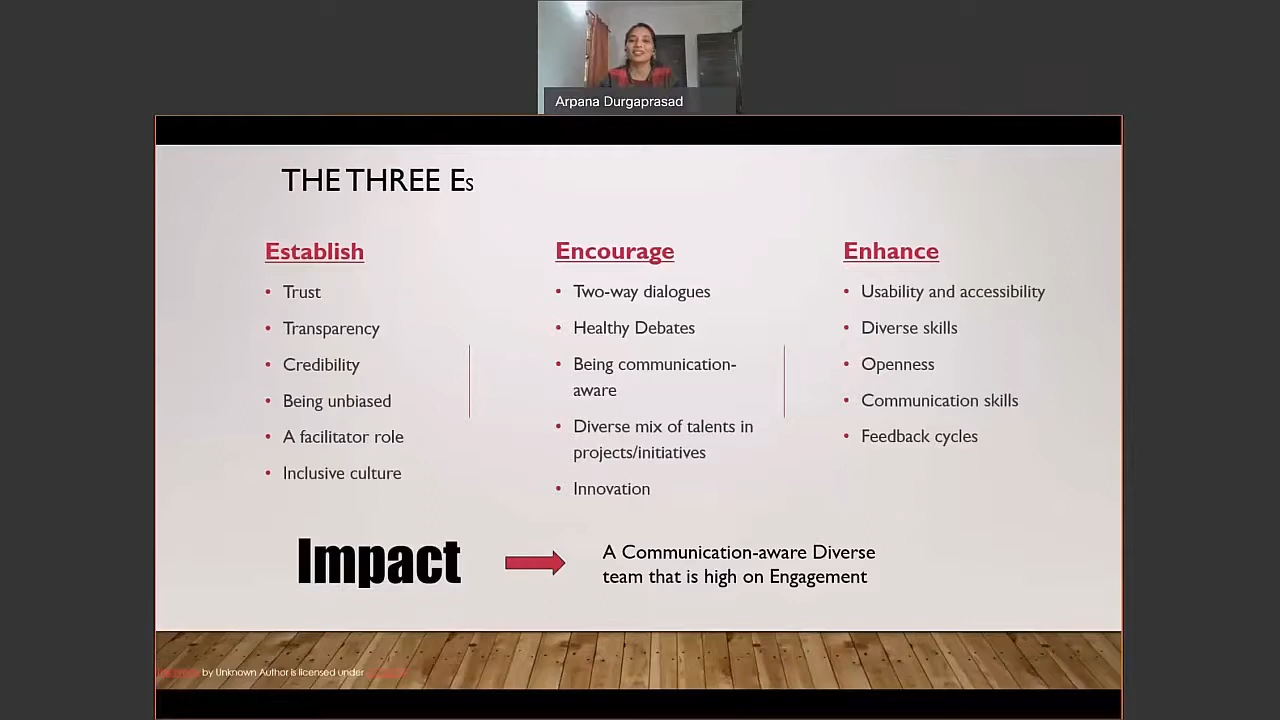 Arpana Durgaprasad
THE THREE Es
Establish
• Trust
• Transparency
• Credibility
• Being unbiased
• A facilitator role
• Inclusive culture
Encourage
• Two-way dialogues
• Healthy Debates
• Being communication-
aware
• Diverse mix of talents in
projects/initiatives
• Innovation
Enhance
• Usability and accessibility
• Diverse skills
• Openness
• Communication skills
• Feedback cycles
Impact
A Communication-aware Diverse
team that is high on Engagement
by Unknown Author is licensed under